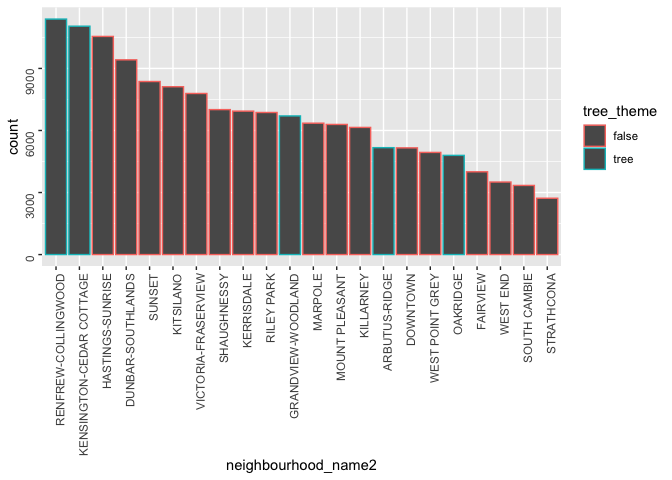 count
9000
6000
3000
0
RENFREW-COLLINGWOOD
KENSINGTON-CEDAR COTTAGE
HASTINGS-SUNRISE
DUNBAR-SOUTHLANDS
SUNSET
KITSILANO
VICTORIA-FRASERVIEW
SHAUGHNESSY
KERRISDALE
RILEY PARK
GRANDVIEW-WOODLAND
MARPOLE
MOUNT PLEASANT
KILLARNEY
ARBUTUS-RIDGE
DOWNTOWN
WEST POINT GREY
OAKRIDGE
FAIRVIEW
WEST END
SOUTH CAMBIE
STRATHCONA
neighbourhood_name2
tree_theme
false
tree